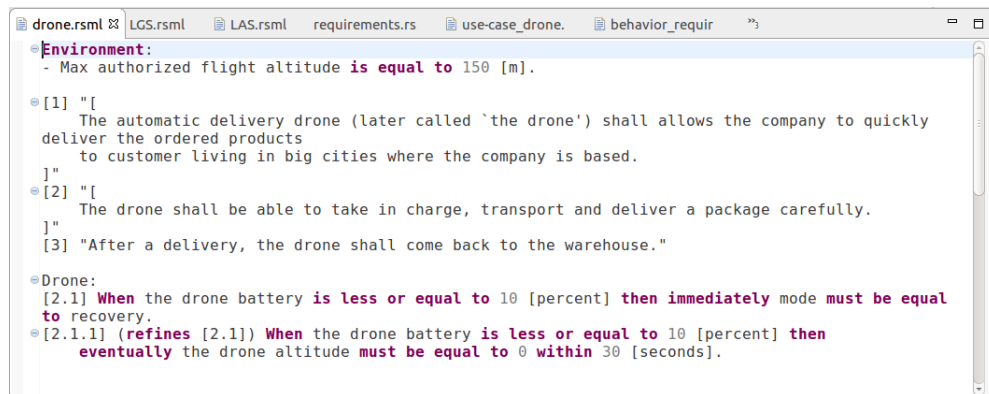 drone.rsml LGS.rsml LAS.rsml requirements.rs use-case_drone. behavior_requir »3
Environment:
- Max authorized flight altitude is equal to 150 [m].
[1] "[
The automatic delivery drone (later called `the drone') shall allows the company to quickly
deliver the ordered products
to customer living in big cities where the company is based.
]"
[2] "[
The drone shall be able to take in charge, transport and deliver a package carefully.
]"
[3] "After a delivery, the drone shall come back to the warehouse."
Drone:
[2.1] When the drone battery is less or equal to 10 [percent] then immediately mode must be equal
to recovery.
[2.1.1] (refines [2.1]) When the drone battery is less or equal to 10 [percent] then
eventually the drone altitude must be equal to 0 within 30 [seconds].